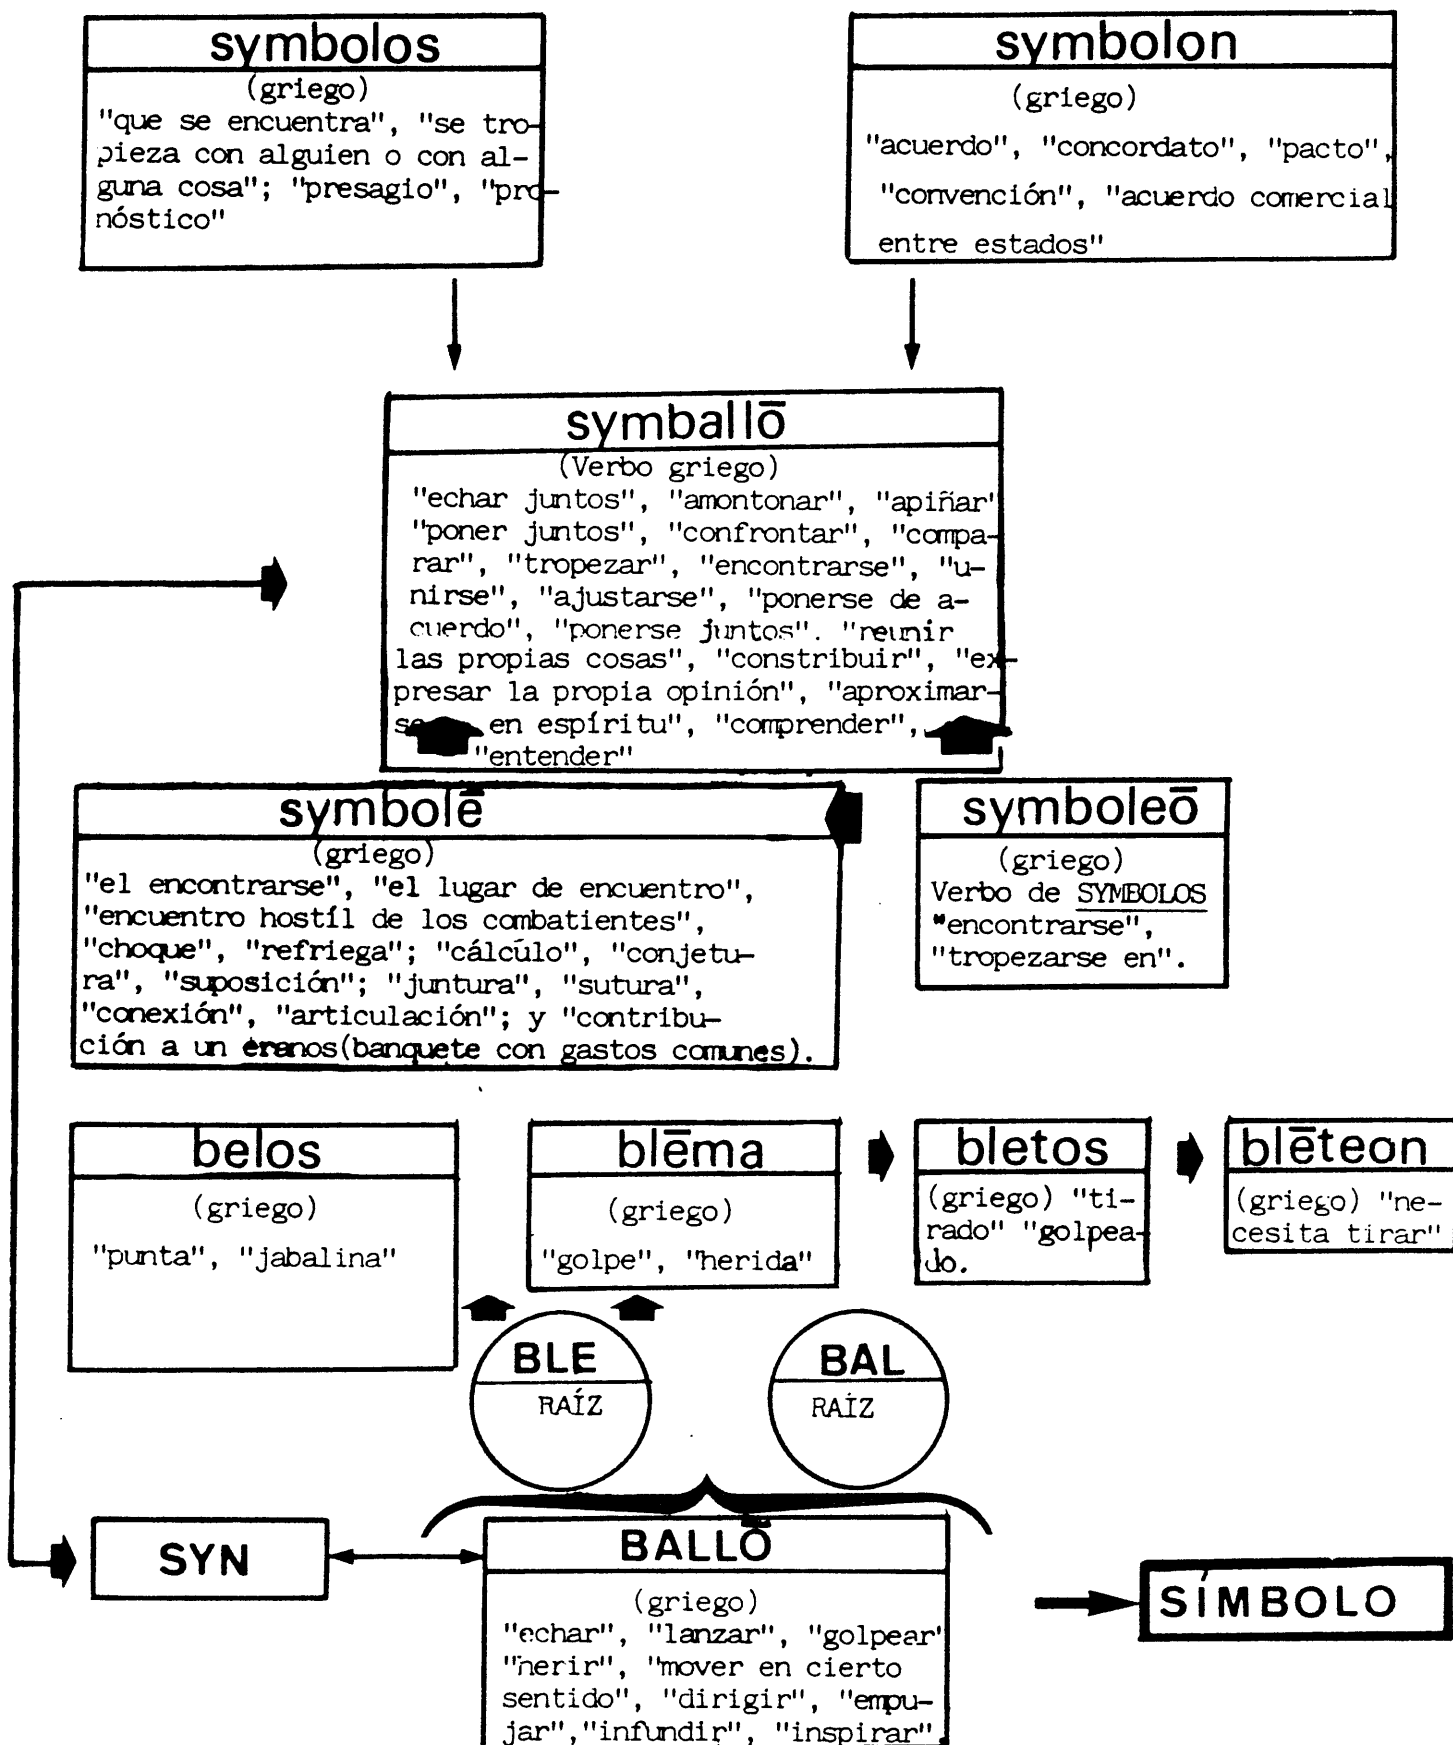 symbolos
(griego)
"que se encuentra", "se tro-
pieza con alguien o con al-
guna cosa"; "presagio", "pro-
nóstico"
symbolon
(griego)
"acuerdo", "concordato", "pacto",
"convención", "acuerdo comercial
entre estados"
symballō
(Verbo griego)
"echar juntos", "amontonar", "apiñar"
"poner juntos", "confrontar", "compa-
rar", "tropezar", "encontrarse", "u-
nirse", "ajustarse", "ponerse de a-
cuerdo", "ponerse juntos". "reunir
las propias cosas", "constribuir", "ex-
presar la propia opinión", "aproximar-
se en espíritu", "comprender",
"entender"
symbolē
(griego)
"el encontrarse", "el lugar de encuentro",
"encuentro hostíl de los combatientes",
"choque", "refriega"; "cálcúlo", "conjetu-
ra", "suposición"; "juntura", "sutura",
"conexión", "articulación"; y "contribu-
ción a un eranos(banquete con gastos comunes).
symboleō
(griego)
Verbo de SYMBOLOS
"encontrarse",
"tropezarse en".
belos
(griego)
"punta", "jabalina"
blēma
(griego)
"golpe", "herida"
bletos
(griego) "ti-
rado" "golpea-
do.
blēteon
(griego) "ne-
cesita tirar"
BLE
RAÍZ
BAL
RAÍZ
SYN
BALLŌ
(griego)
"echar", "lanzar", "golpear"
"herir", "mover en cierto
sentido", "dirigir", "empu-
jar","infundir", "inspirar".
SÍMBOLO